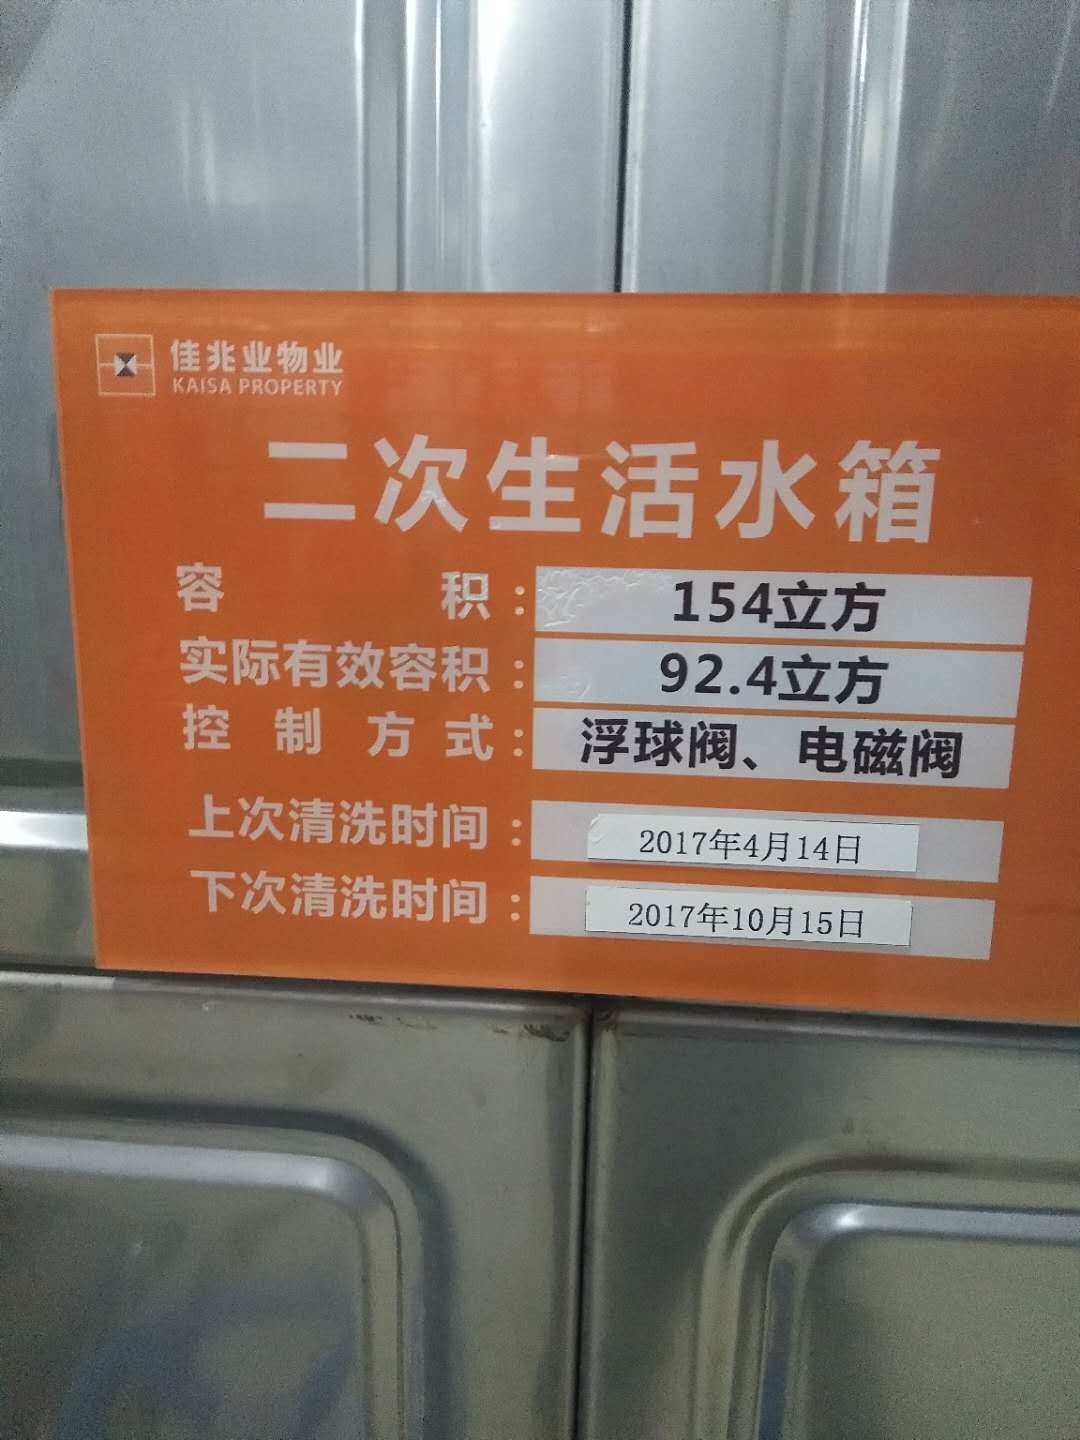 佳兆业物业
KAISA PROPERTY
二次生活水箱
容积：154立方
实际有效容积：92.4立方
控制方式：浮球阀、电磁阀
上次清洗时间：2017年4月14日
下次清洗时间：2017年10月15日